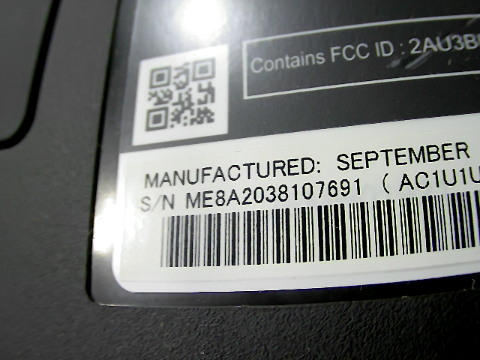 Contains FCC ID : 2AU3B
MANUFACTURED: SEPTEMBER
S/N ME8A2038107691 ( AC1U1U